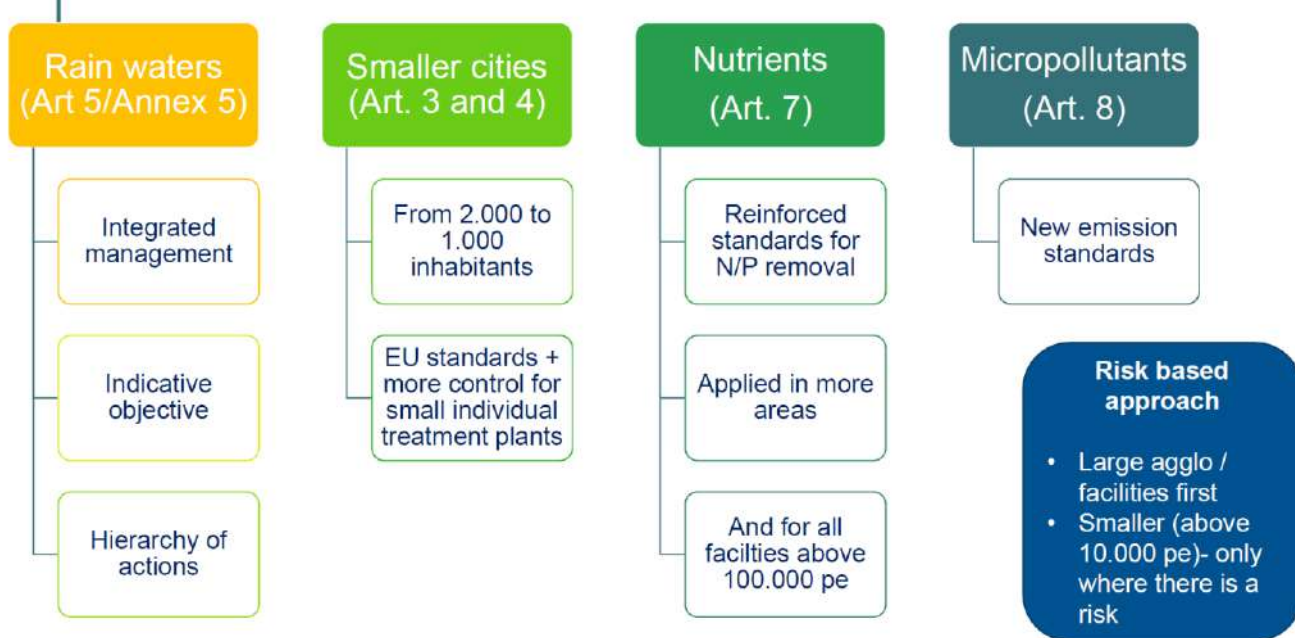 Rain waters
(Art 5/Annex 5)
Integrated
management
Indicative
objective
Hierarchy of
actions
Smaller cities
(Art. 3 and 4)
From 2.000 to
1.000
inhabitants
EU standards +
more control for
small individual
treatment plants
Nutrients
(Art. 7)
Reinforced
standards for
N/P removal
Applied in more
areas
And for all
facilties above
100.000 pe
Micropollutants
(Art. 8)
New emission
standards
Risk based
approach
• Large agglo /
facilities first
• Smaller (above
10.000 pe)- only
where there is a
risk